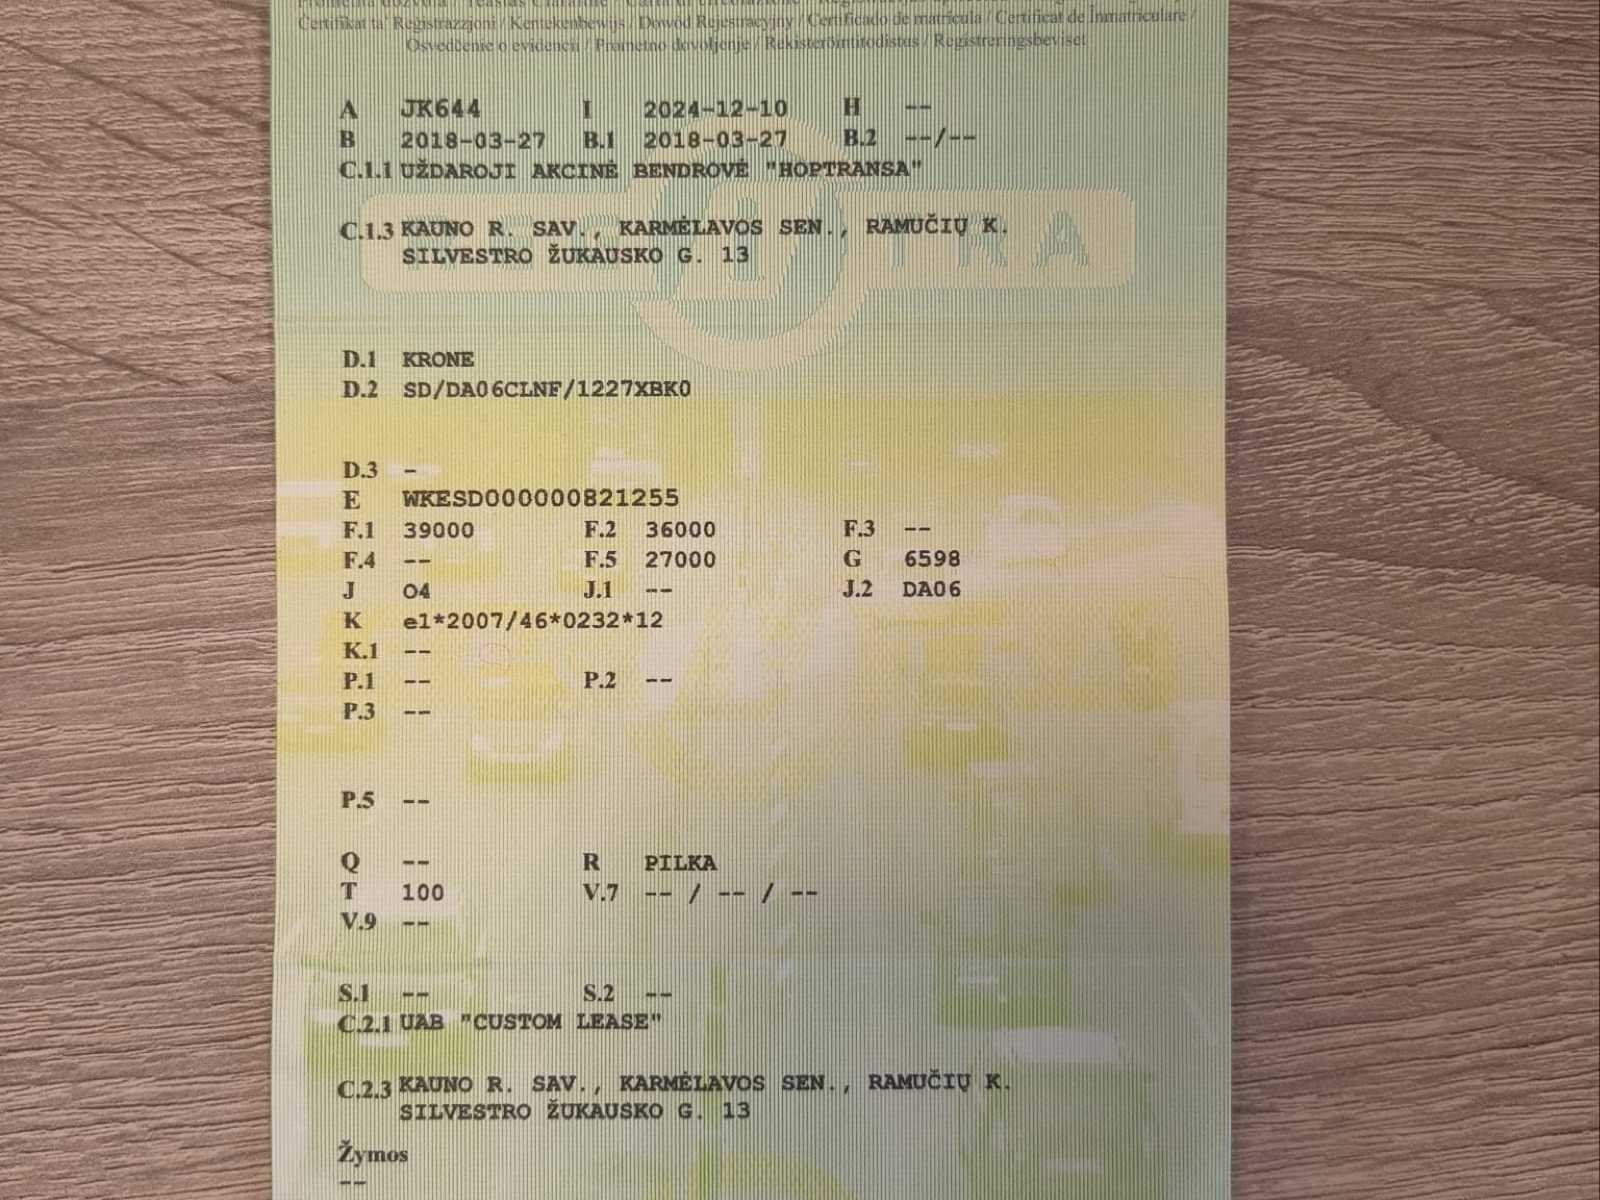 Certifikat ta' Reġistrazzjoni / Kentekenbewijs / Dowód Rejestracyjny / Certificado de matrícula / Certificat de Înmatriculare /
Osvedčenie o evidencii / Prometno dovoljenje / Rekisteröintitodistus / Registreringsbeviset
A JK644 I 2024-12-10 H --
B 2018-03-27 B.1 2018-03-27 B.2 --/--
C.1.1 UŽDAROJI AKCINĖ BENDROVĖ "HOPTRANSA"
C.1.3 KAUNO R. SAV., KARMĖLAVOS SEN., RAMUČIŲ K.
SILVESTRO ŽUKAUSKO G. 13
D.1 KRONE
D.2 SD/DA06CLNF/1227XBK0
D.3 -
E WKESD000000821255
F.1 39000 F.2 36000 F.3 --
F.4 -- F.5 27000 G 6598
J O4 J.1 -- J.2 DA06
K e1*2007/46*0232*12
K.1 --
P.1 -- P.2 --
P.3 --
P.5 --
Q -- R PILKA
T 100 V.7 -- / -- / --
V.9 --
S.1 -- S.2 --
C.2.1 UAB "CUSTOM LEASE"
C.2.3 KAUNO R. SAV., KARMĖLAVOS SEN., RAMUČIŲ K.
SILVESTRO ŽUKAUSKO G. 13
Žymos
--